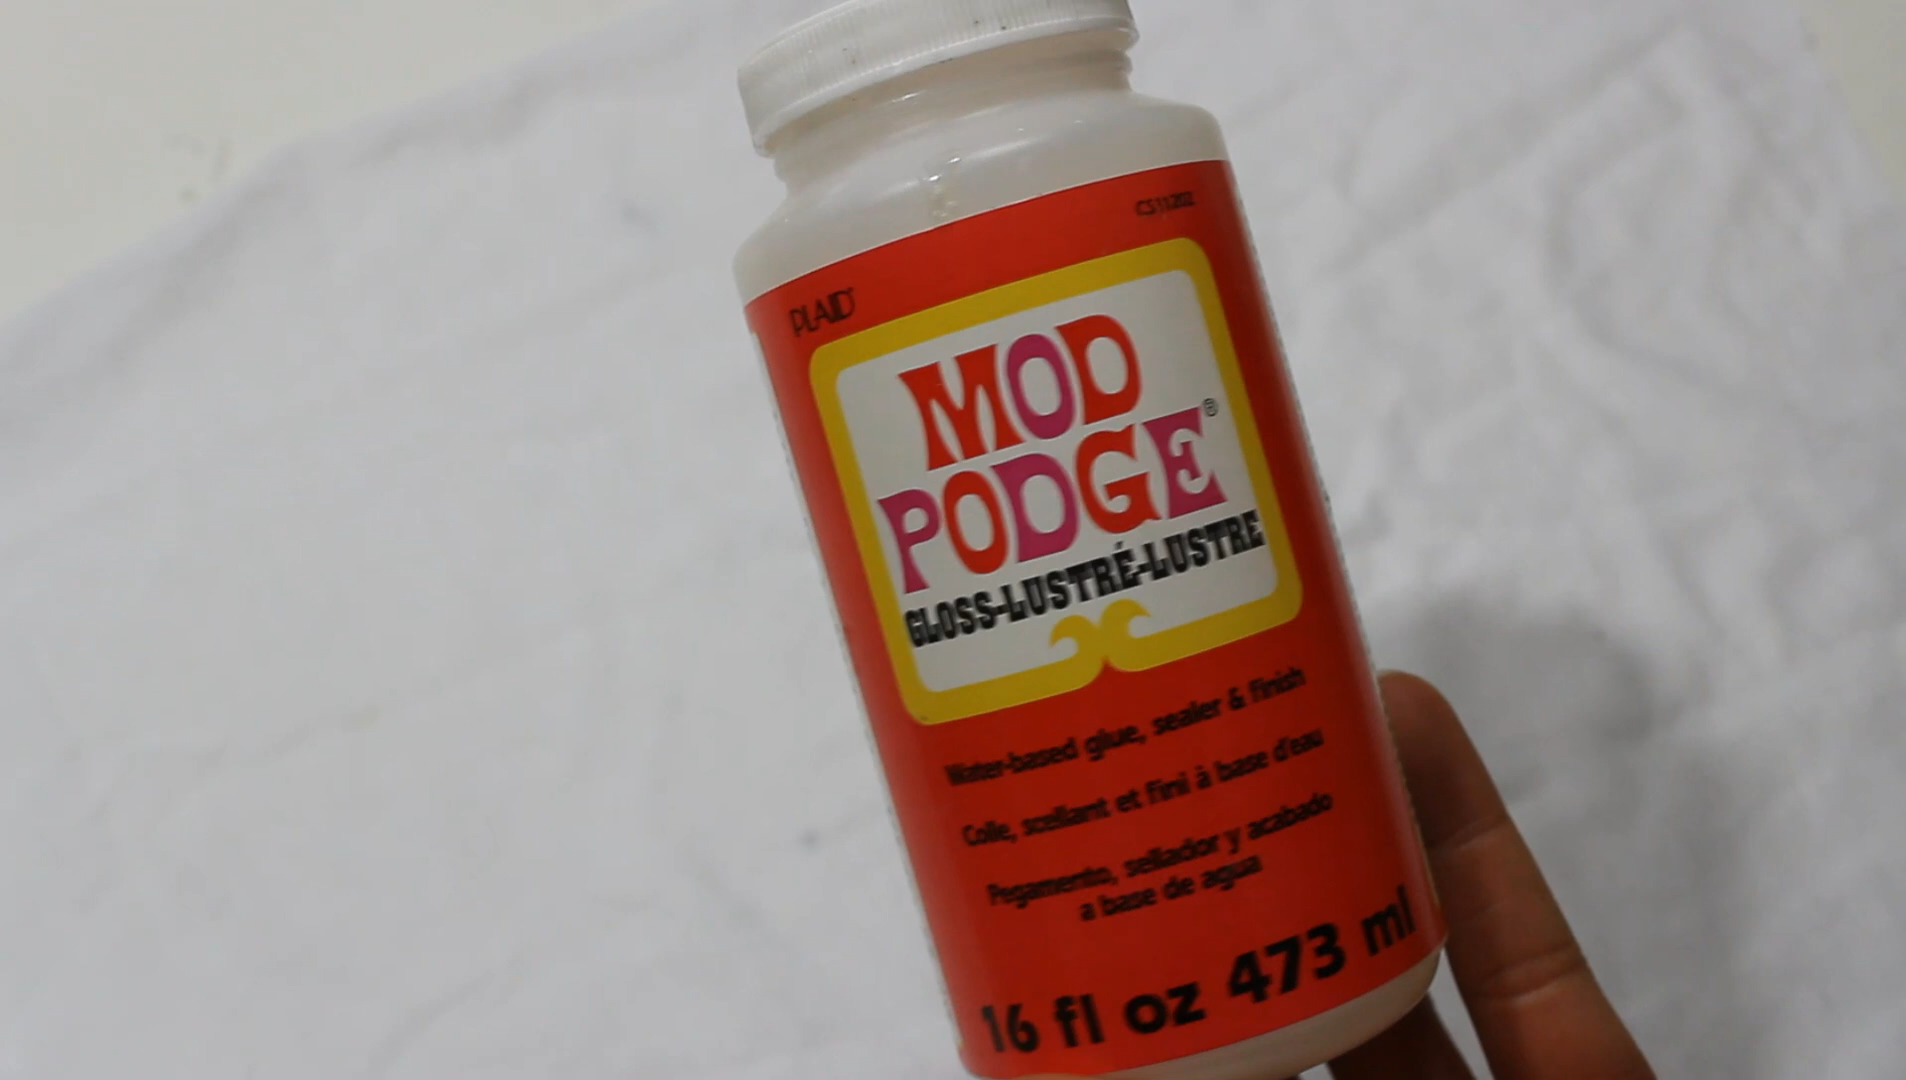 CS11202
PLAID®
MOD
PODGE®
GLOSS-LUSTRÉ-LUSTRE
Water-based glue, sealer & finish
Colle, scellant et fini à base d'eau
Pegamento, sellador y acabado
a base de agua
16 fl oz 473 ml